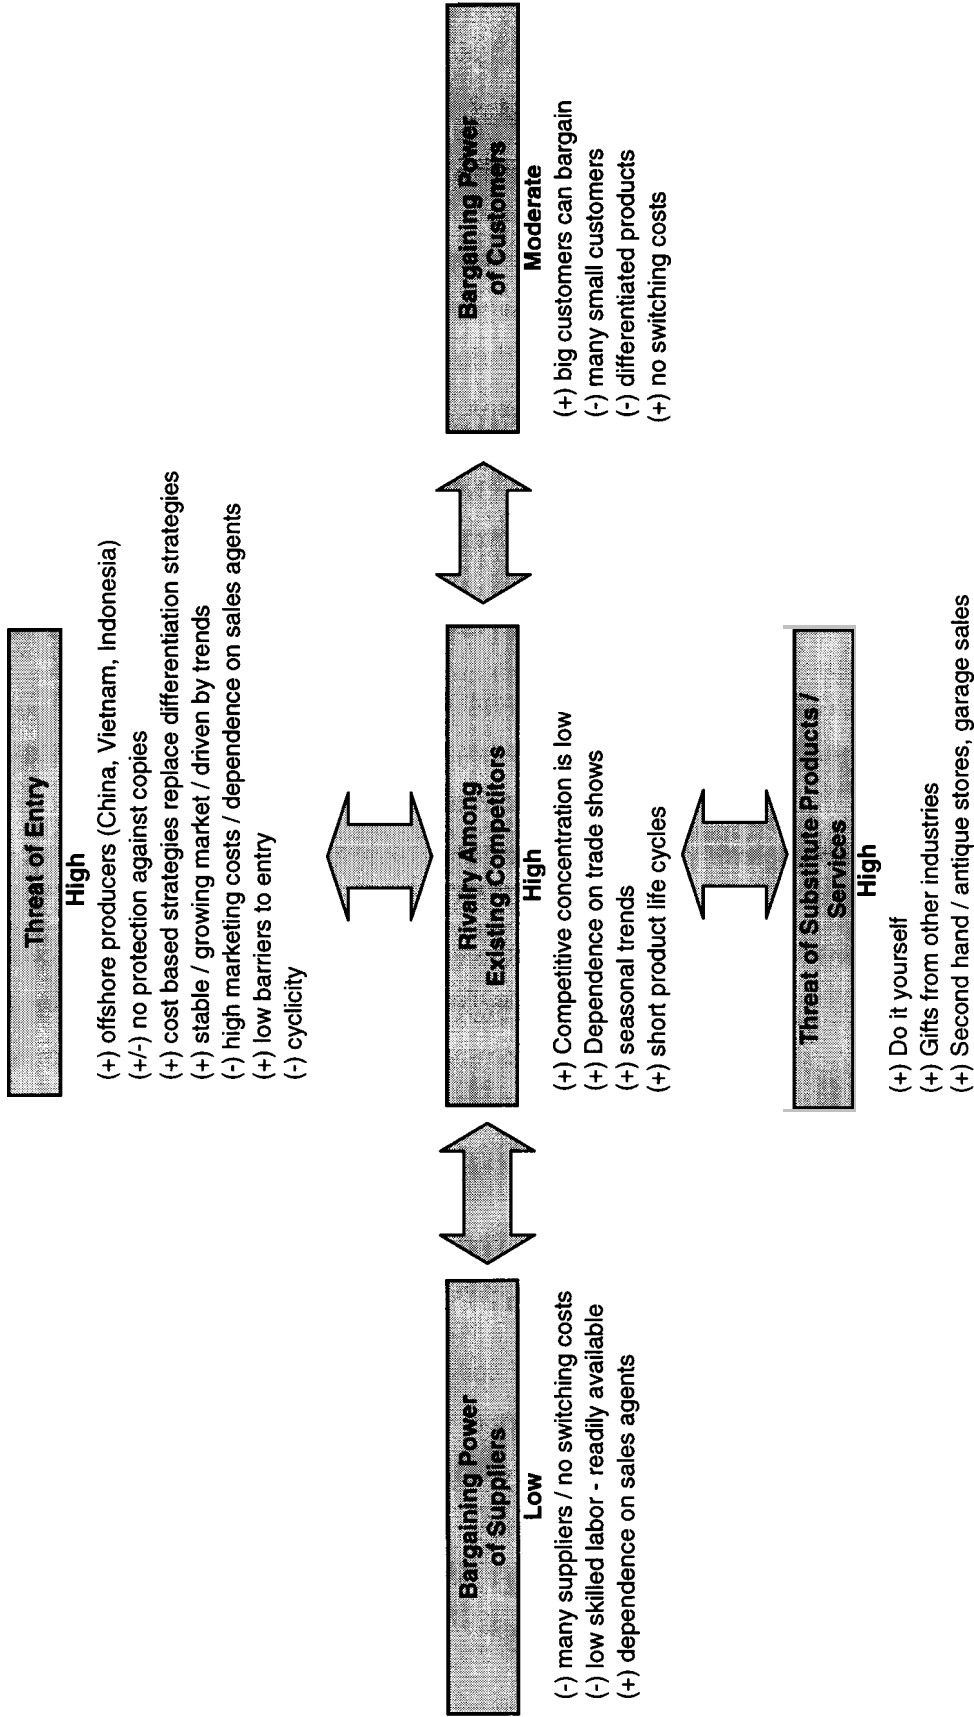 Threat of Entry
High
(+) offshore producers (China, Vietnam, Indonesia)
(+/-) no protection against copies
(+) cost based strategies replace differentiation strategies
(+) stable / growing market / driven by trends
(-) high marketing costs / dependence on sales agents
(+) low barriers to entry
(-) cyclicity
Bargaining Power
of Suppliers
Low
(-) many suppliers / no switching costs
(-) low skilled labor - readily available
(+) dependence on sales agents
Rivalry Among
Existing Competitors
High
(+) Competitive concentration is low
(+) Dependence on trade shows
(+) seasonal trends
(+) short product life cycles
Bargaining Power
of Customers
Moderate
(+) big customers can bargain
(-) many small customers
(-) differentiated products
(+) no switching costs
Threat of Substitute Products /
Services
High
(+) Do it yourself
(+) Gifts from other industries
(+) Second hand / antique stores, garage sales